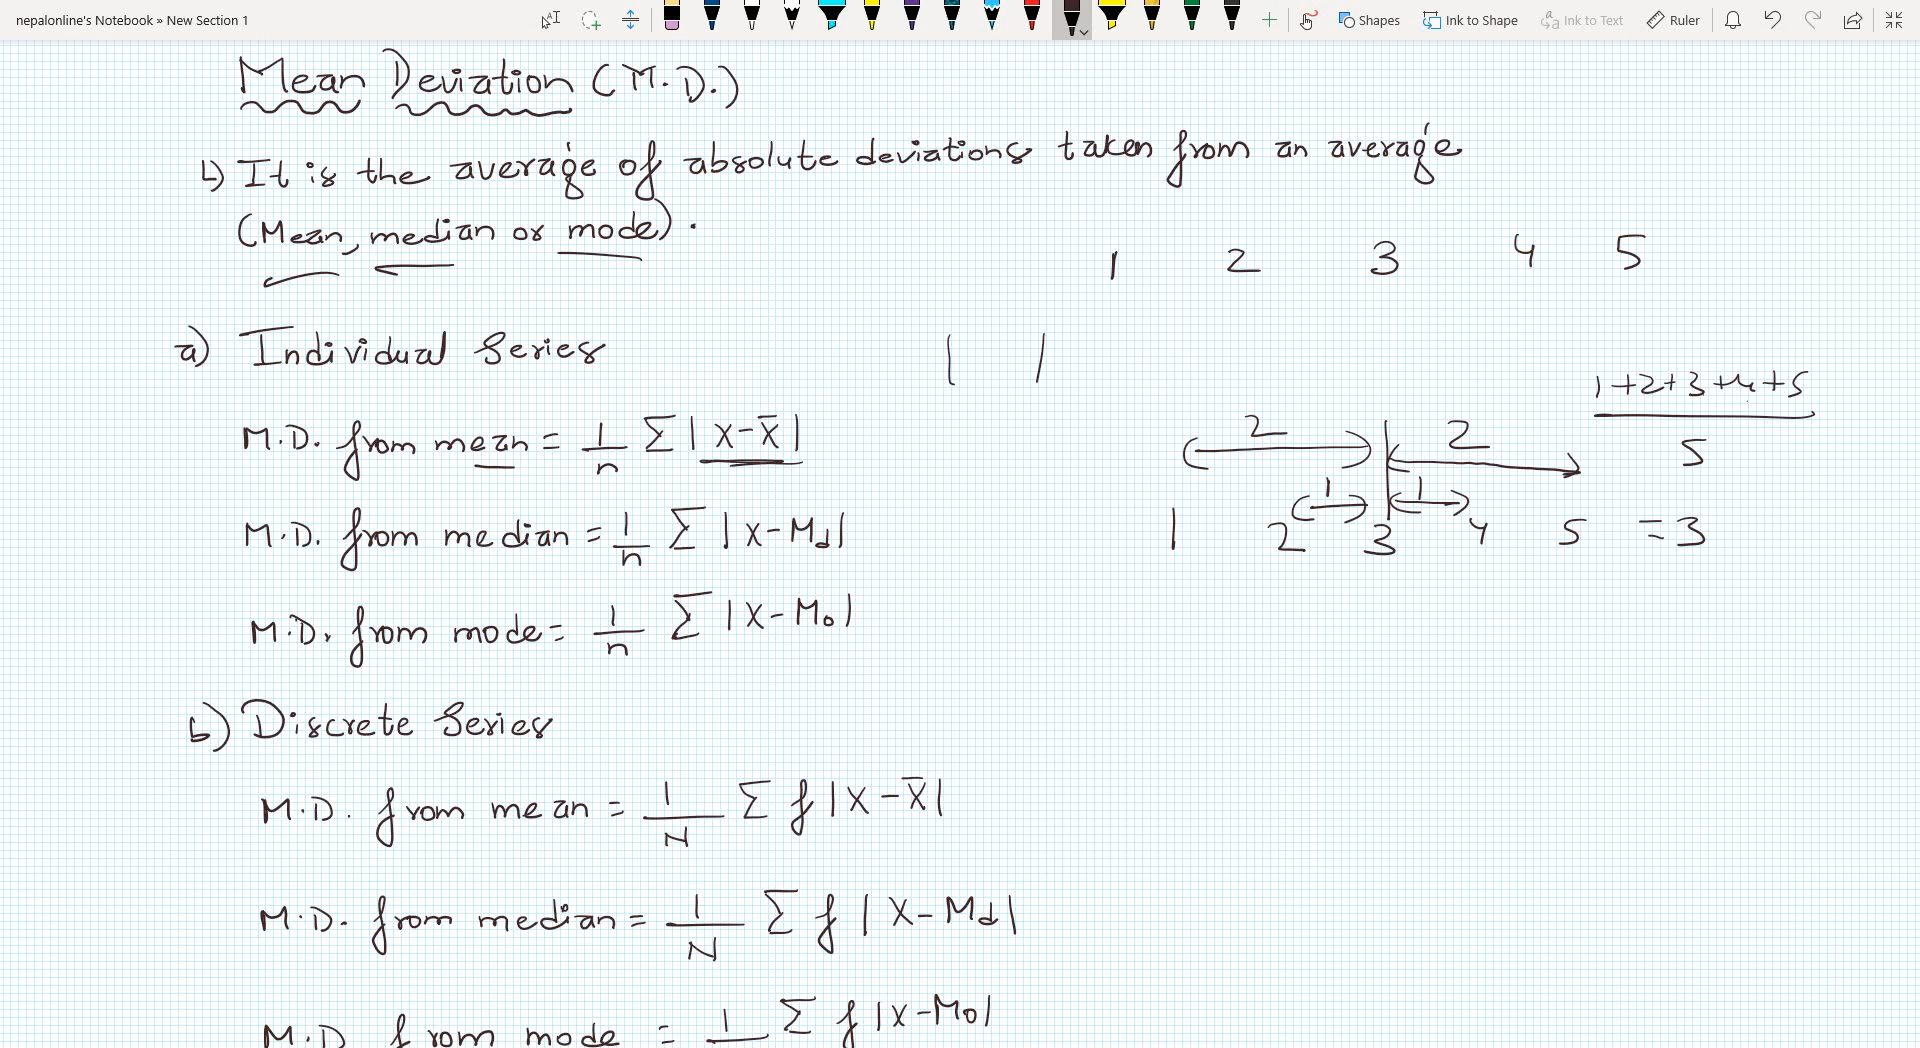 nepalonline's Notebook » New Section 1
Shapes Ink to Shape Ink to Text Ruler
Mean Deviation (M.D.)
↳ It is the average of absolute deviations taken from an average
(Mean, median or mode).
1 2 3 4 5
a) Individual Series
| |
1+2+3+4+5
5
M.D. from mean = 1/n Σ|X-X̄|
2 2
1 1
1 2 3 4 5 = 3
M.D. from median = 1/n Σ|X-Md|
M.D. from mode = 1/n Σ|X-Mo|
b) Discrete Series
M.D. from mean = 1/N Σ f|X-X̄|
M.D. from median = 1/N Σ f|X-Md|
M.D. from mode = 1 Σ f|X-Mo|